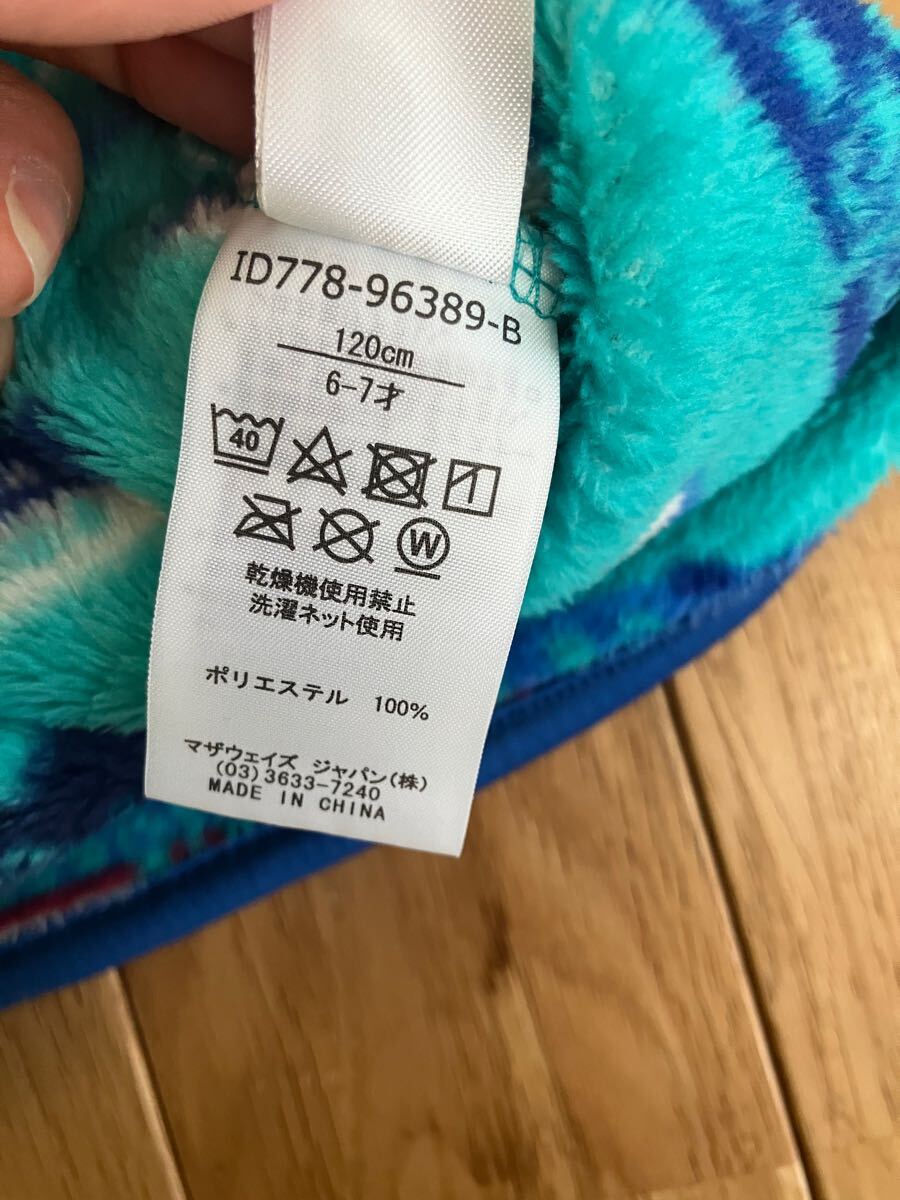 ID778-96389-B
120cm
6-7才
40
W
乾燥機使用禁止
洗濯ネット使用
ポリエステル 100%
マザウェイズ ジャパン(株)
(03)3633-7240
MADE IN CHINA